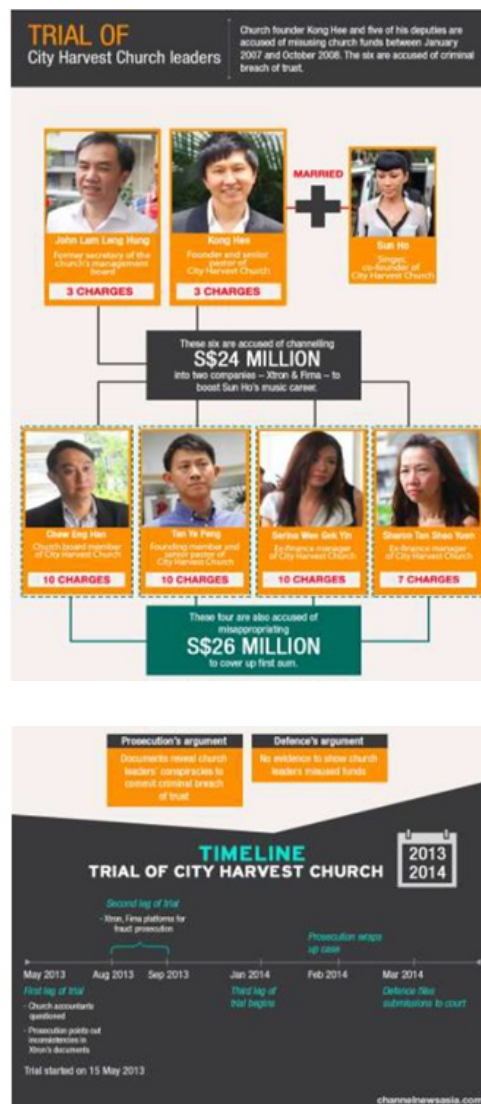 TRIAL OF
City Harvest Church leaders
Church founder Kong Hee and five of his deputies are
accused of misusing church funds between January
2007 and October 2008. The six are accused of criminal
breach of trust.
John Lam Leng Hung
Former secretary of the
church's management
board
3 CHARGES
Kong Hee
Founder and senior
pastor of
City Harvest Church
3 CHARGES
MARRIED
Sun Ho
Singer,
co-founder of
City Harvest Church
These six are accused of channelling
S$24 MILLION
into two companies – Xtron & Firna – to
boost Sun Ho's music career.
Chew Eng Han
Church board member
of City Harvest Church
10 CHARGES
Tan Ye Peng
Founding member and
senior pastor of
City Harvest Church
10 CHARGES
Serina Wee Gek Yin
Ex-finance manager
of City Harvest Church
10 CHARGES
Sharon Tan Shao Yuen
Ex-finance manager
of City Harvest Church
7 CHARGES
These four are also accused of
misappropriating
S$26 MILLION
to cover up first sum.
Prosecution's argument
Documents reveal church
leaders' conspiracies to
commit criminal breach
of trust
Defence's argument
No evidence to show church
leaders misused funds
TIMELINE
TRIAL OF CITY HARVEST CHURCH
2013
2014
Second leg of trial
- Xtron, Firna platforms for
fraud: prosecution
Prosecution wraps
up case
May 2013
Aug 2013
Sep 2013
Jan 2014
Feb 2014
Mar 2014
First leg of trial
- Church accountants
questioned
- Prosecution points out
inconsistencies in
Xtron's documents
Third leg of
trial begins
Defence files
submissions to court
Trial started on 15 May 2013
channelnewsasia.com